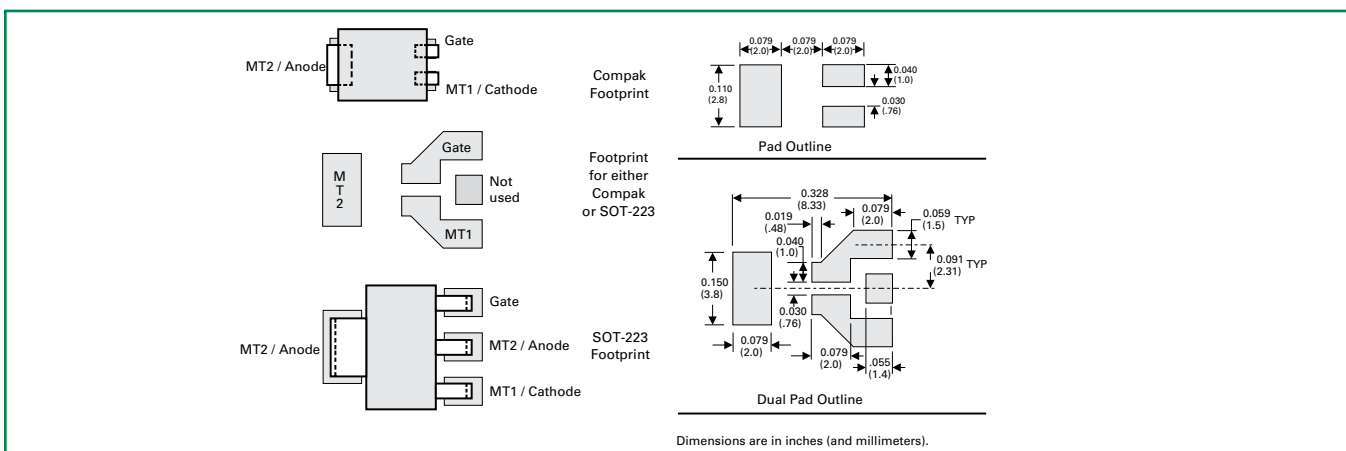 Gate
MT2 / Anode
MT1 / Cathode
Compak
Footprint
0.079
(2.0)
0.079
(2.0)
0.079
(2.0)
0.110
(2.8)
0.040
(1.0)
0.030
(.76)
Pad Outline
M
T
2
Gate
Not
used
MT1
Footprint
for either
Compak
or SOT-223
0.328
(8.33)
0.019
(.48)
0.079
(2.0)
0.059 TYP
(1.5)
0.040
(1.0)
0.091 TYP
(2.31)
0.150
(3.8)
0.030
(.76)
0.079
(2.0)
0.079
(2.0)
.055
(1.4)
Dual Pad Outline
Gate
MT2 / Anode
MT2 / Anode
MT1 / Cathode
SOT-223
Footprint
Dimensions are in inches (and millimeters).